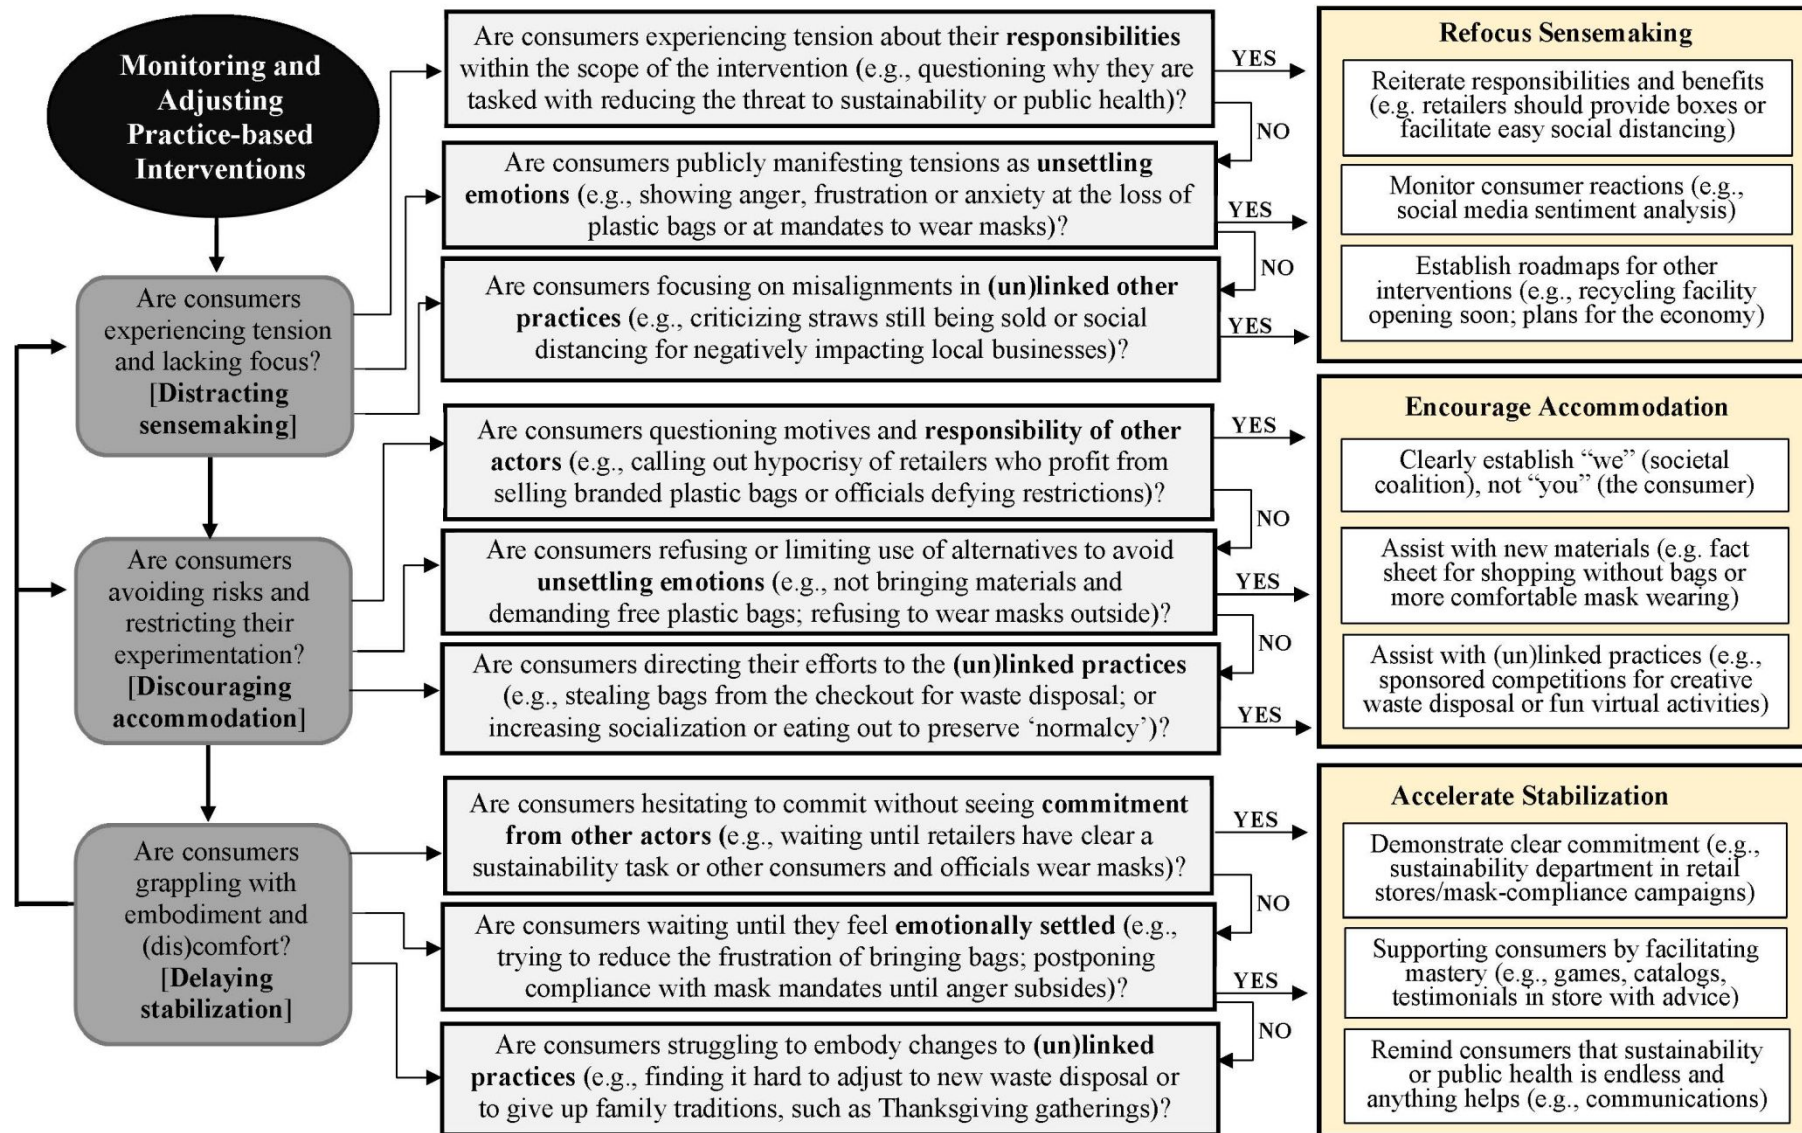 Monitoring and
Adjusting
Practice-based
Interventions
Are consumers
experiencing tension
and lacking focus?
[Distracting
sensemaking]
Are consumers
avoiding risks and
restricting their
experimentation?
[Discouraging
accommodation]
Are consumers
grappling with
embodiment and
(dis)comfort?
[Delaying
stabilization]
Are consumers experiencing tension about their responsibilities
within the scope of the intervention (e.g., questioning why they are
tasked with reducing the threat to sustainability or public health)?
YES
NO
Are consumers publicly manifesting tensions as unsettling
emotions (e.g., showing anger, frustration or anxiety at the loss of
plastic bags or at mandates to wear masks)?
YES
NO
Are consumers focusing on misalignments in (un)linked other
practices (e.g., criticizing straws still being sold or social
distancing for negatively impacting local businesses)?
YES
Are consumers questioning motives and responsibility of other
actors (e.g., calling out hypocrisy of retailers who profit from
selling branded plastic bags or officials defying restrictions)?
YES
NO
Are consumers refusing or limiting use of alternatives to avoid
unsettling emotions (e.g., not bringing materials and
demanding free plastic bags; refusing to wear masks outside)?
YES
NO
Are consumers directing their efforts to the (un)linked practices
(e.g., stealing bags from the checkout for waste disposal; or
increasing socialization or eating out to preserve ‘normalcy’)?
YES
Are consumers hesitating to commit without seeing commitment
from other actors (e.g., waiting until retailers have clear a
sustainability task or other consumers and officials wear masks)?
YES
NO
Are consumers waiting until they feel emotionally settled (e.g.,
trying to reduce the frustration of bringing bags; postponing
compliance with mask mandates until anger subsides)?
YES
NO
Are consumers struggling to embody changes to (un)linked
practices (e.g., finding it hard to adjust to new waste disposal or
to give up family traditions, such as Thanksgiving gatherings)?
Refocus Sensemaking
Reiterate responsibilities and benefits
(e.g. retailers should provide boxes or
facilitate easy social distancing)
Monitor consumer reactions (e.g.,
social media sentiment analysis)
Establish roadmaps for other
interventions (e.g., recycling facility
opening soon; plans for the economy)
Encourage Accommodation
Clearly establish “we” (societal
coalition), not “you” (the consumer)
Assist with new materials (e.g. fact
sheet for shopping without bags or
more comfortable mask wearing)
Assist with (un)linked practices (e.g.,
sponsored competitions for creative
waste disposal or fun virtual activities)
Accelerate Stabilization
Demonstrate clear commitment (e.g.,
sustainability department in retail
stores/mask-compliance campaigns)
Supporting consumers by facilitating
mastery (e.g., games, catalogs,
testimonials in store with advice)
Remind consumers that sustainability
or public health is endless and
anything helps (e.g., communications)